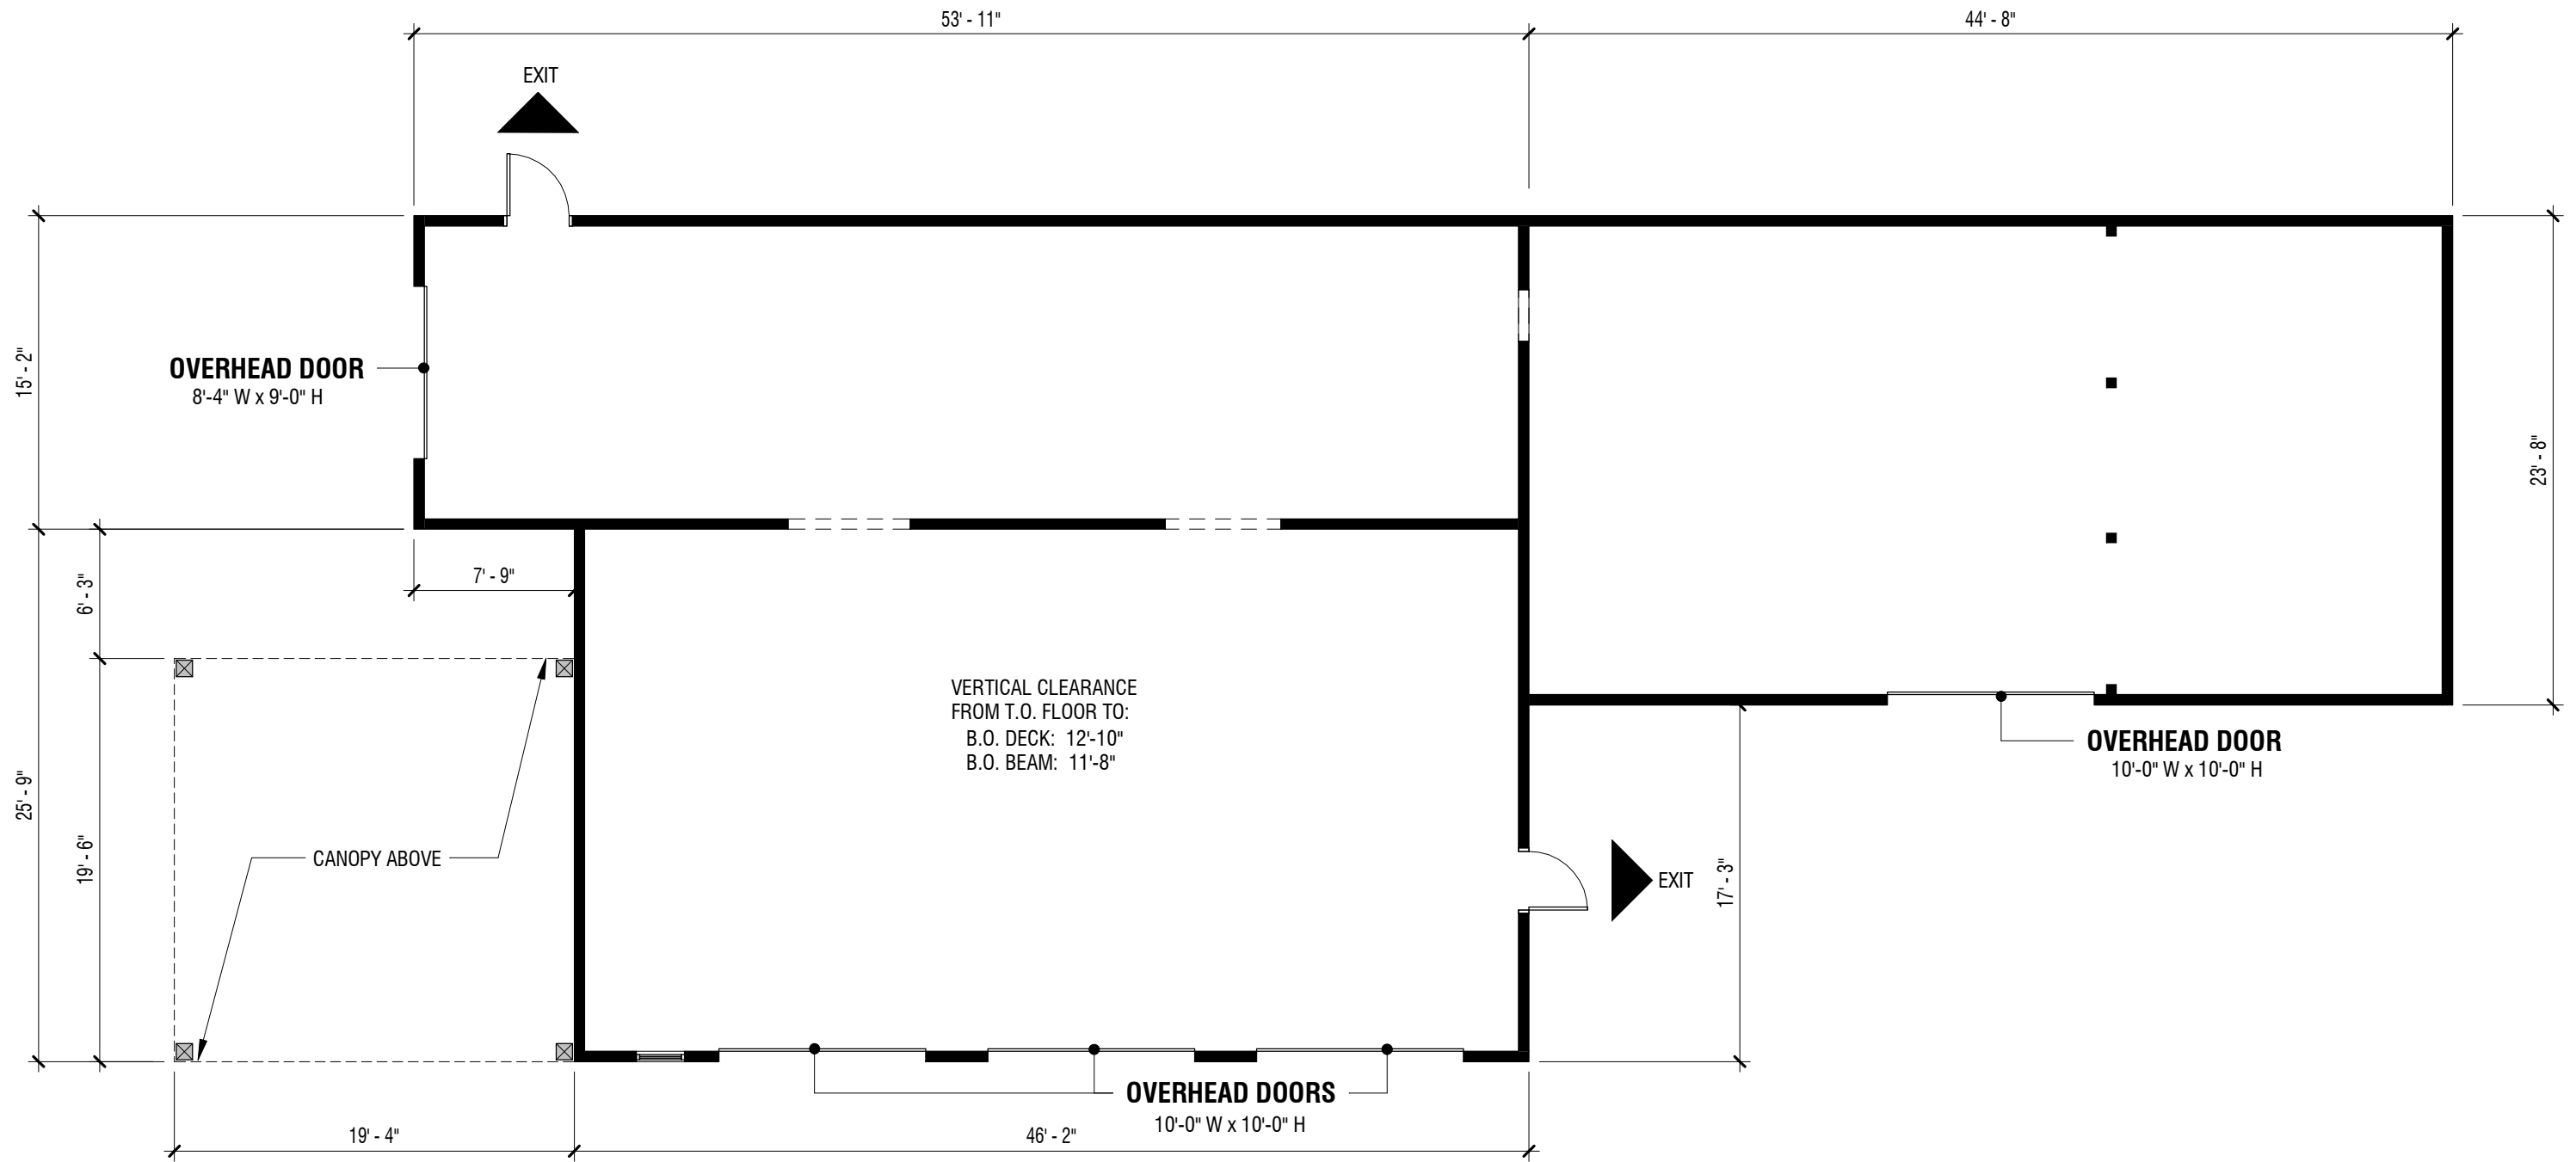 53' - 11"
44' - 8"
EXIT
15' - 2"
OVERHEAD DOOR
8'-4" W x 9'-0" H
23' - 8"
7' - 9"
6' - 3"
VERTICAL CLEARANCE
FROM T.O. FLOOR TO:
B.O. DECK: 12'-10"
B.O. BEAM: 11'-8"
OVERHEAD DOOR
10'-0" W x 10'-0" H
25' - 9"
19' - 6"
CANOPY ABOVE
EXIT
17' - 3"
OVERHEAD DOORS
10'-0" W x 10'-0" H
19' - 4"
46' - 2"